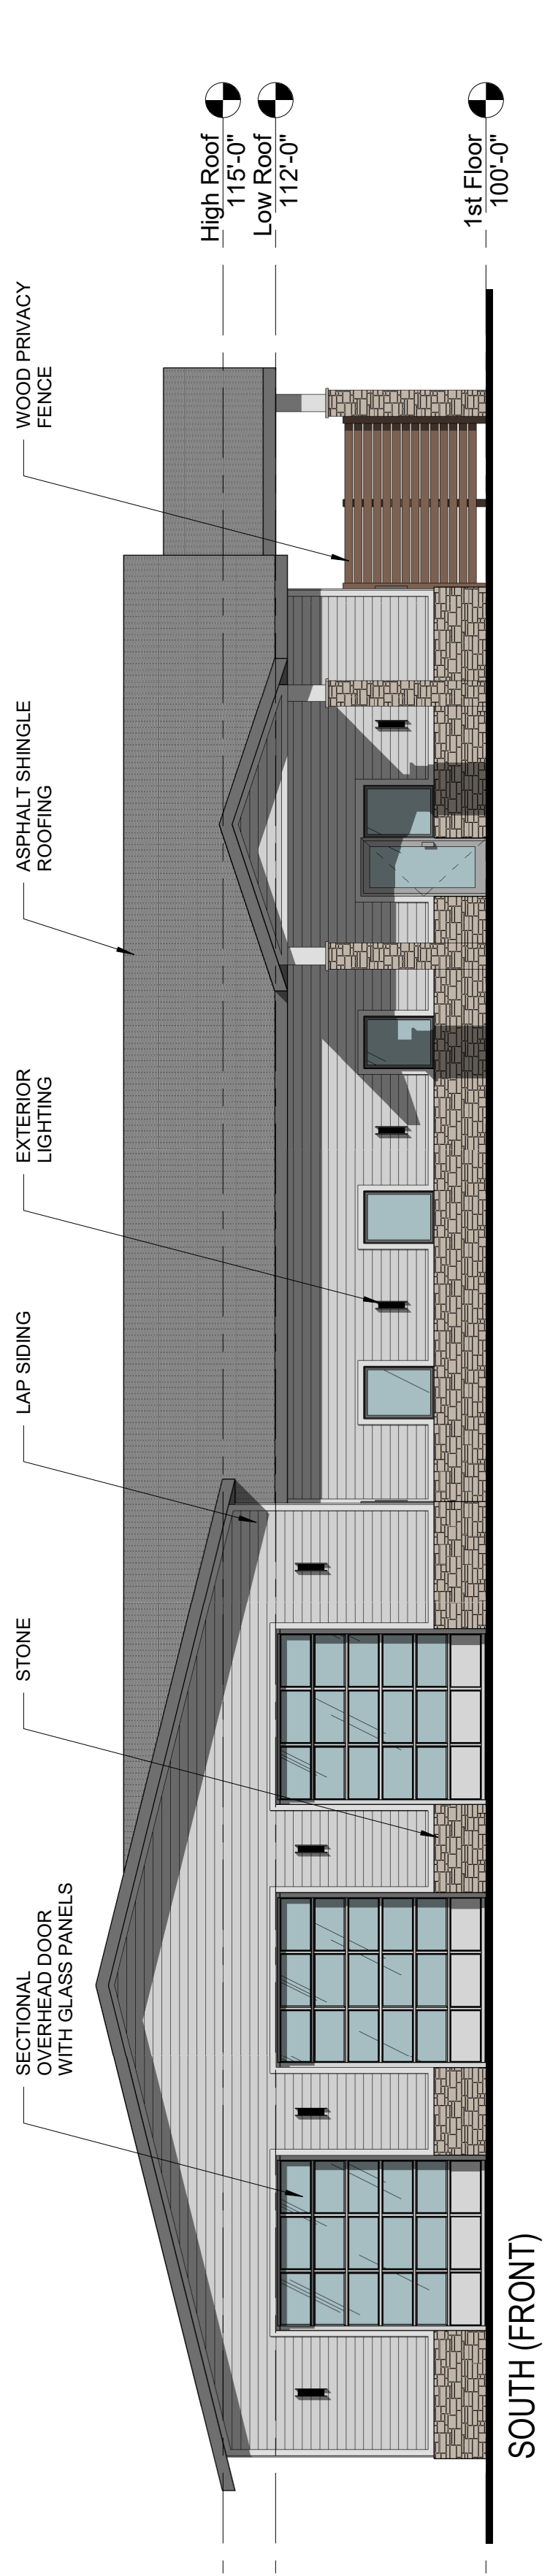 SECTIONAL
OVERHEAD DOOR
WITH GLASS PANELS
STONE
LAP SIDING
EXTERIOR
LIGHTING
ASPHALT SHINGLE
ROOFING
WOOD PRIVACY
FENCE
High Roof
115'-0"
Low Roof
112'-0"
1st Floor
100'-0"
SOUTH (FRONT)